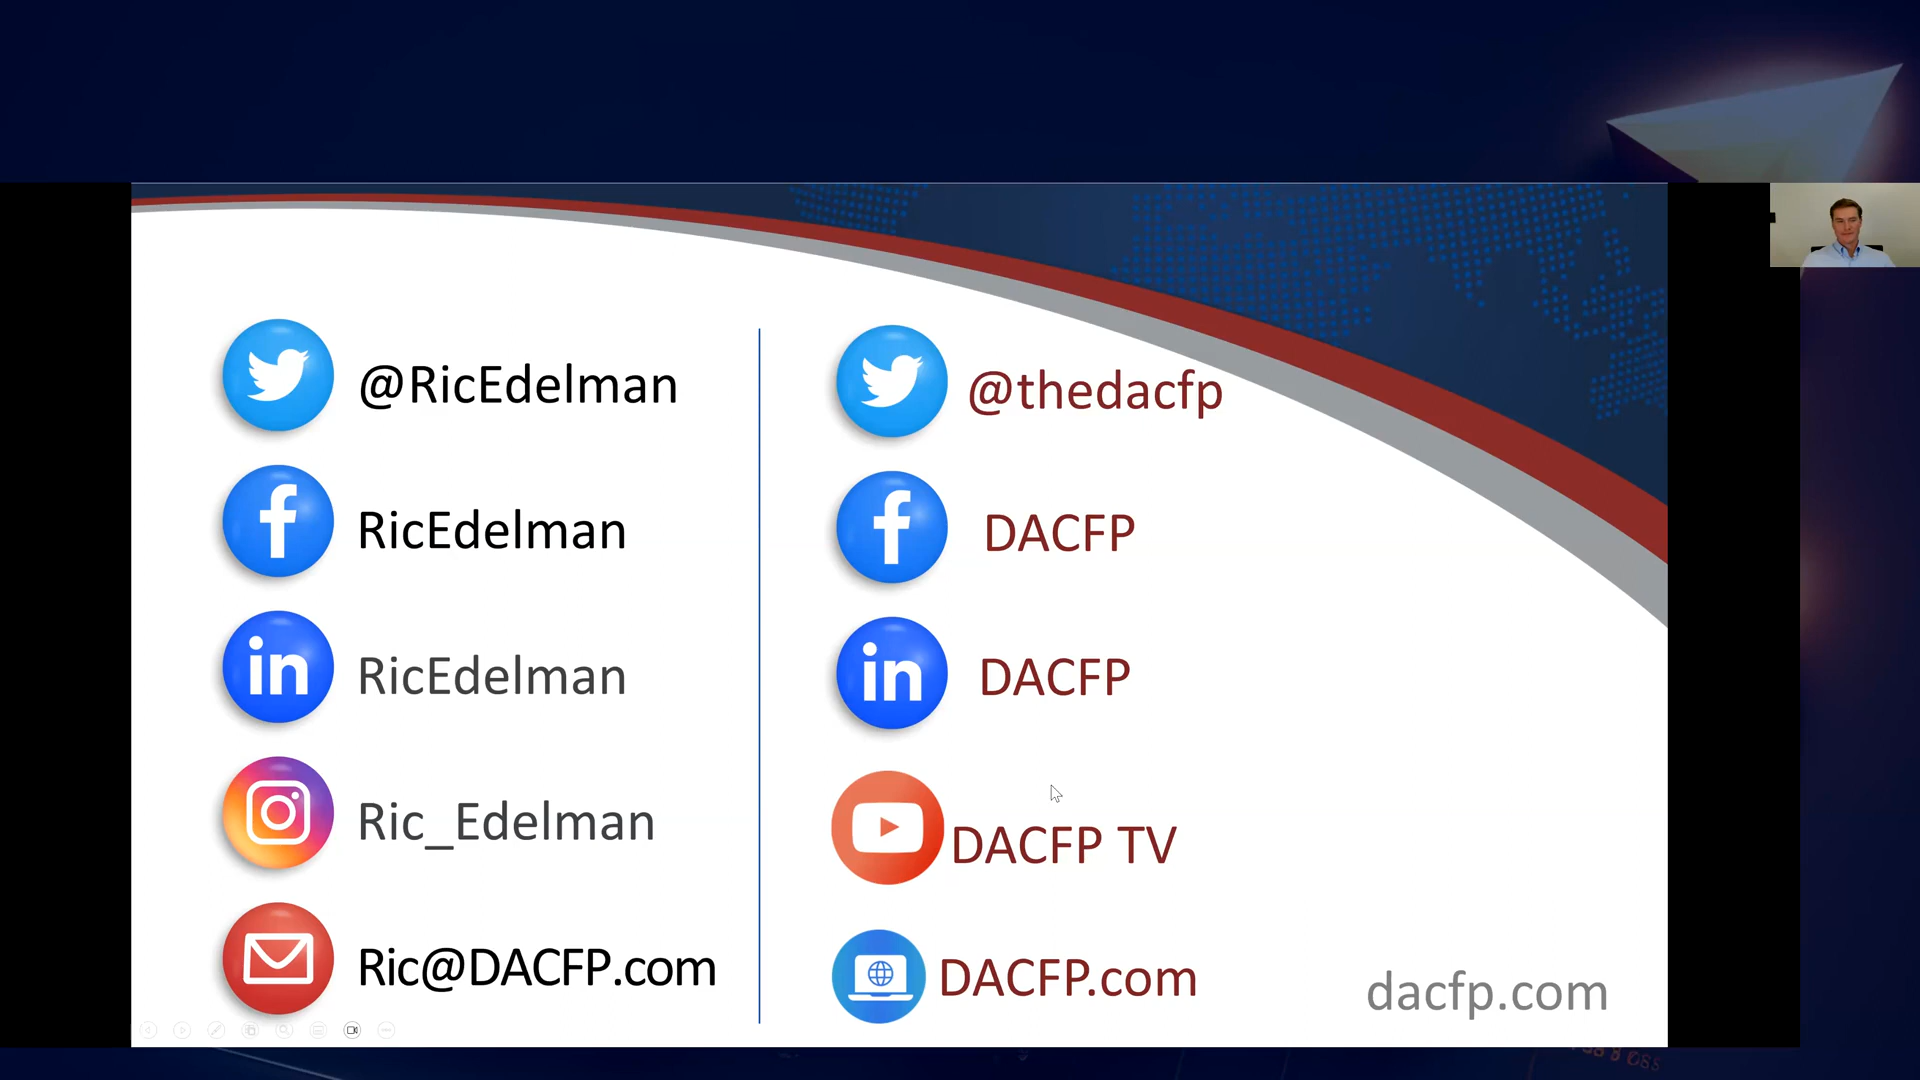 @RicEdelman
RicEdelman
RicEdelman
Ric_Edelman
Ric@DACFP.com
@thedacfp
DACFP
DACFP
DACFP TV
DACFP.com
dacfp.com